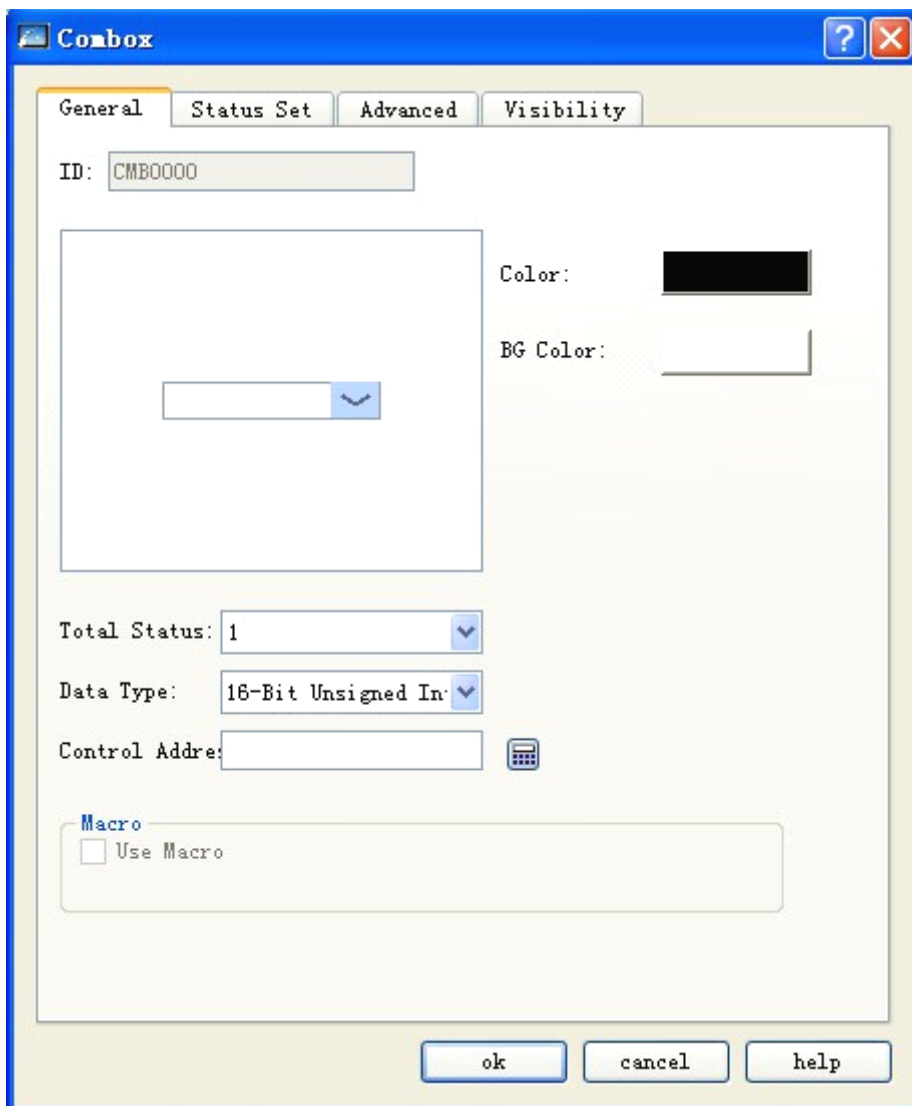 Combox
General Status Set Advanced Visibility
ID: CMB0000
Color:
BG Color:
Total Status: 1
Data Type: 16-Bit Unsigned In
Control Addre
Macro
Use Macro
ok cancel help